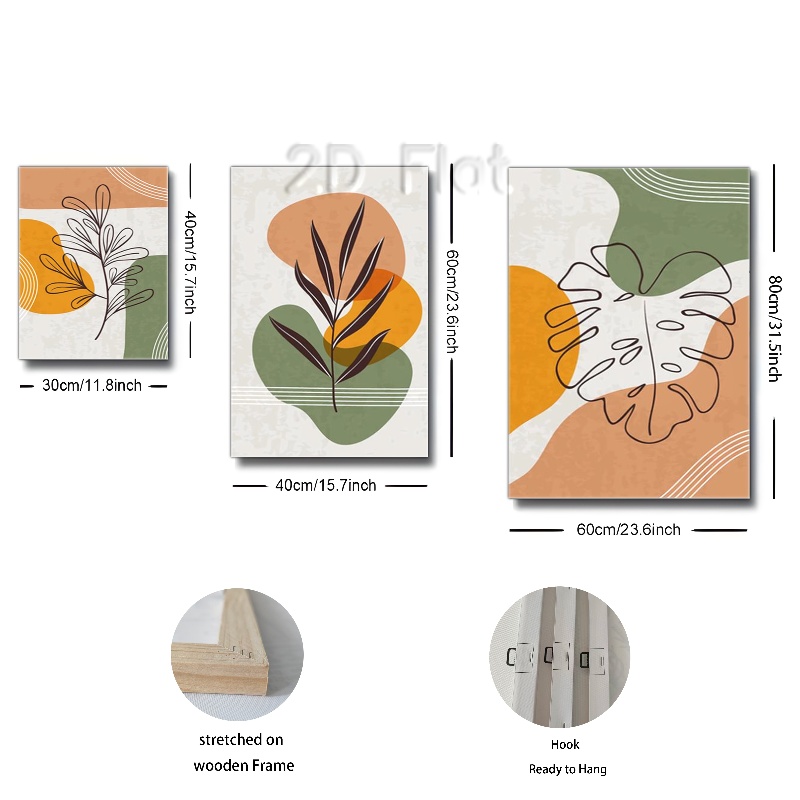 2D Flat
40cm/15.7inch
60cm/23.6inch
80cm/31.5inch
30cm/11.8inch
40cm/15.7inch
60cm/23.6inch
stretched on
wooden Frame
Hook
Ready to Hang